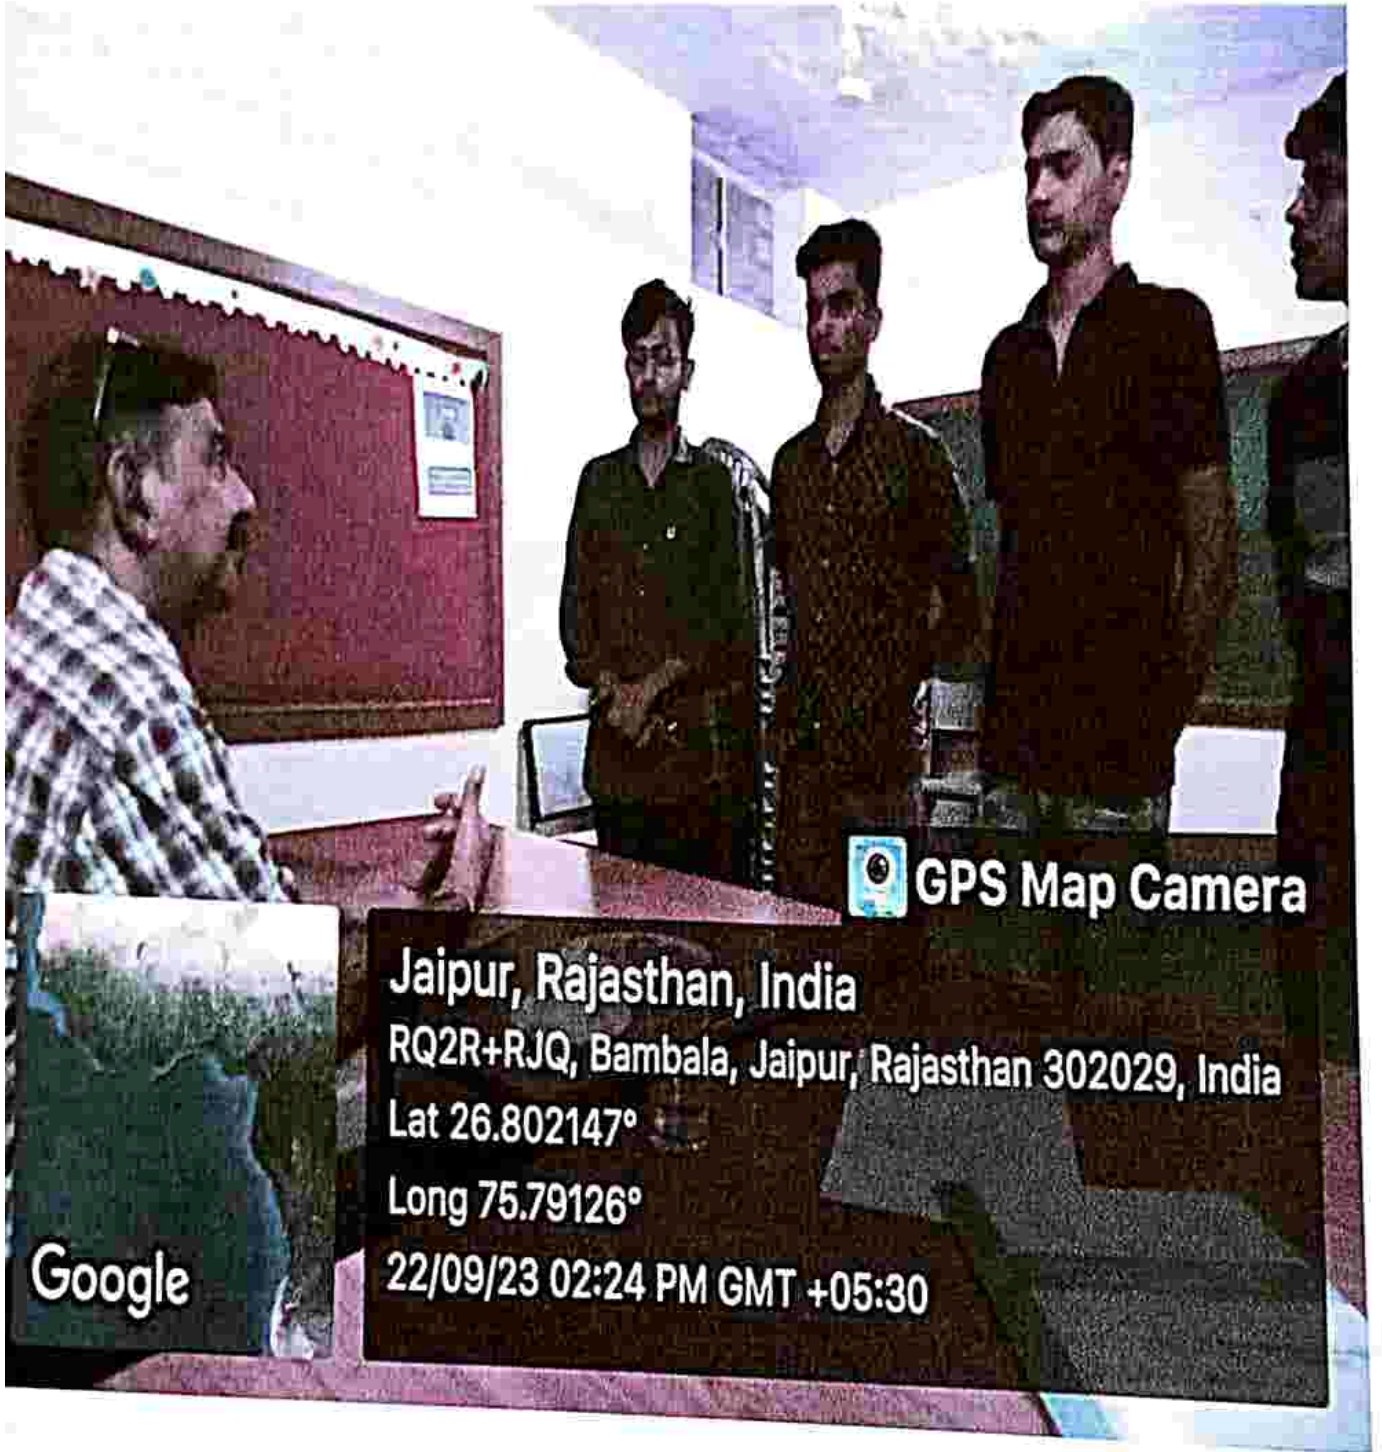 GPS Map Camera
Jaipur, Rajasthan, India
RQ2R+RJQ, Bambala, Jaipur, Rajasthan 302029, India
Lat 26.802147°
Long 75.79126°
22/09/23 02:24 PM GMT +05:30
Google